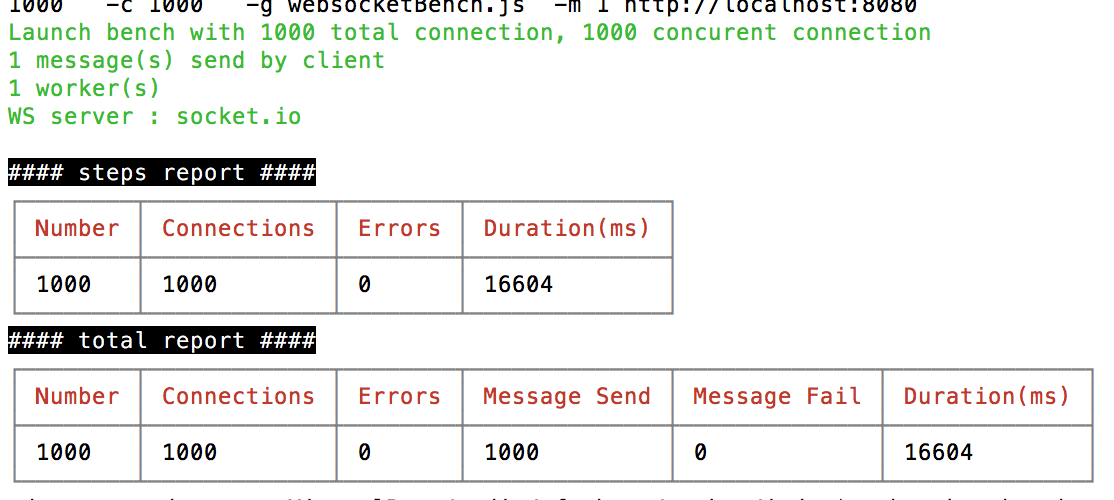 1000 -c 1000 -g websocketBench.js -m 1 http://localhost:8080
Launch bench with 1000 total connection, 1000 concurent connection
1 message(s) send by client
1 worker(s)
WS server : socket.io
#### steps report ####
Number Connections Errors Duration(ms)
1000 1000 0 16604
#### total report ####
Number Connections Errors Message Send Message Fail Duration(ms)
1000 1000 0 1000 0 16604